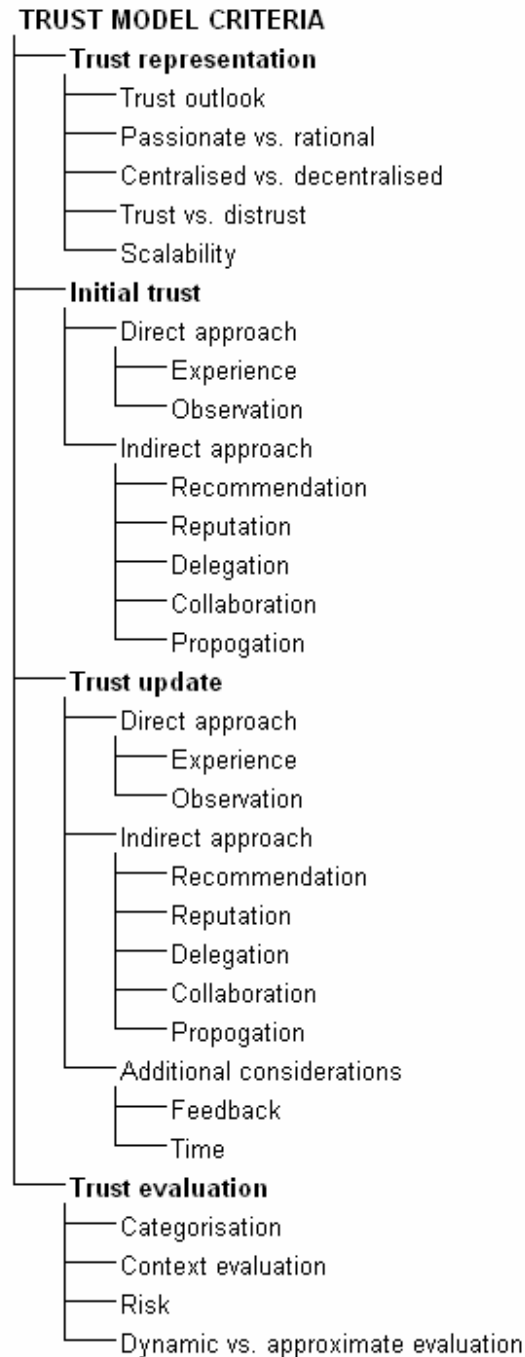 TRUST MODEL CRITERIA
Trust representation
Trust outlook
Passionate vs. rational
Centralised vs. decentralised
Trust vs. distrust
Scalability
Initial trust
Direct approach
Experience
Observation
Indirect approach
Recommendation
Reputation
Delegation
Collaboration
Propogation
Trust update
Direct approach
Experience
Observation
Indirect approach
Recommendation
Reputation
Delegation
Collaboration
Propogation
Additional considerations
Feedback
Time
Trust evaluation
Categorisation
Context evaluation
Risk
Dynamic vs. approximate evaluation